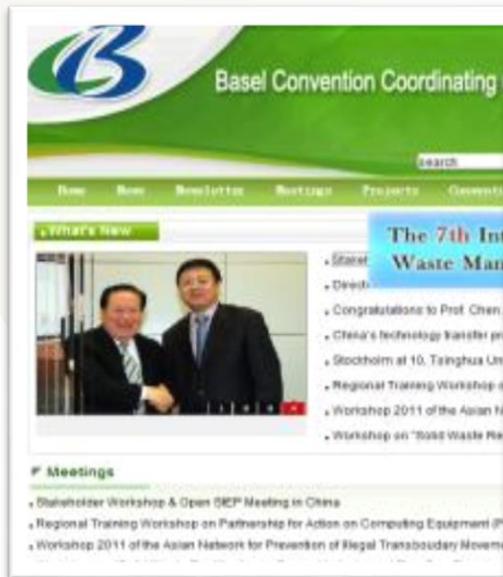 Basel Convention Coordinating
search
Home News Newsletter Meetings Projects
What's New
The 7th Int
Waste Man
Congratulations to Prof. Chen
China's technology transfer pr
Stockholm at 10, Tsinghua Un
Regional Training Workshop o
Workshop 2011 of the Asian N
Workshop on "Solid Waste Re
Meetings
Stakeholder Workshop & Open SIEP Meeting in China
Regional Training Workshop on Partnership for Action on Computing Equipment (P
Workshop 2011 of the Asian Network for Prevention of Illegal Transboundary Movem